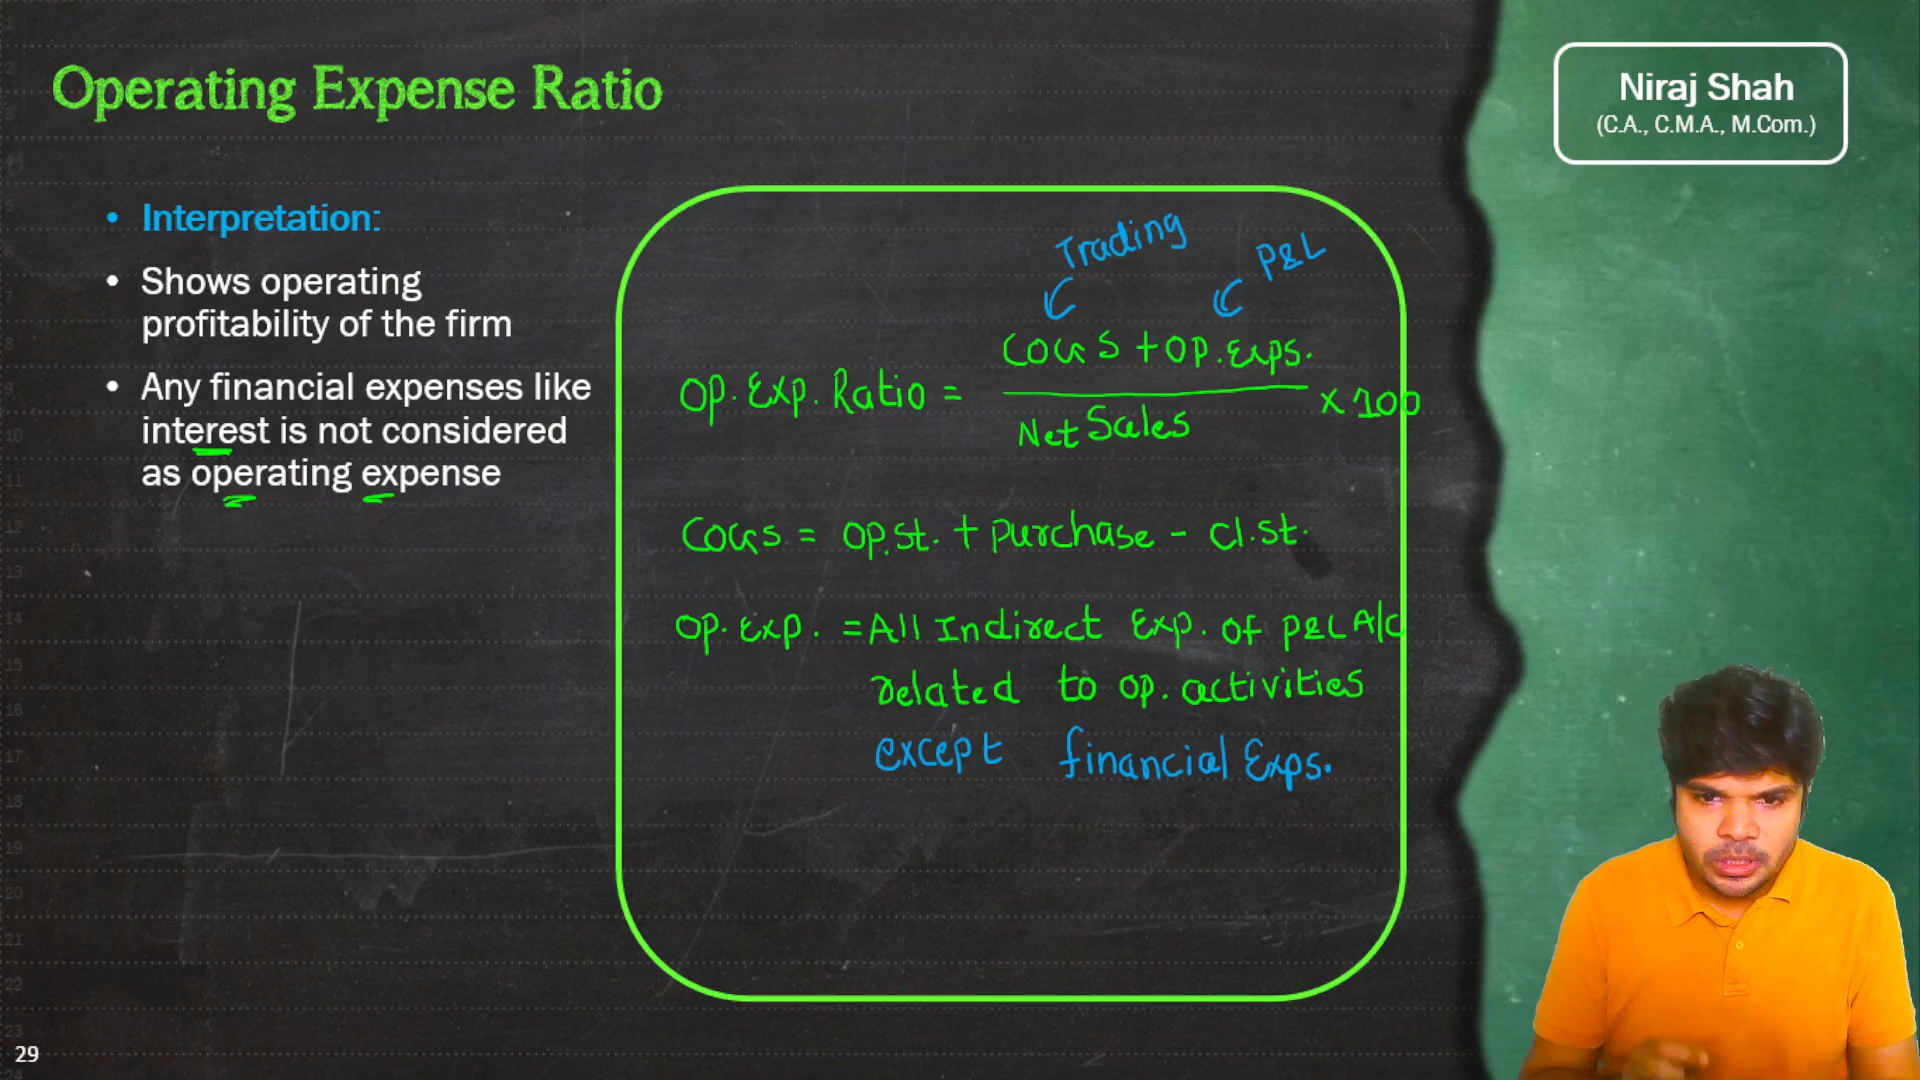 Operating Expense Ratio
Niraj Shah
(C.A., C.M.A., M.Com.)
• Interpretation:
• Shows operating
profitability of the firm
• Any financial expenses like
interest is not considered
as operating expense
Trading
P&L
COGS + OP. Exps.
OP. Exp. Ratio = × 100
Net Sales
COGS = OP. St. + Purchase - Cl. St.
OP. Exp. = All Indirect Exp. of P&L A/C
related to op. activities
except financial Exps.
29